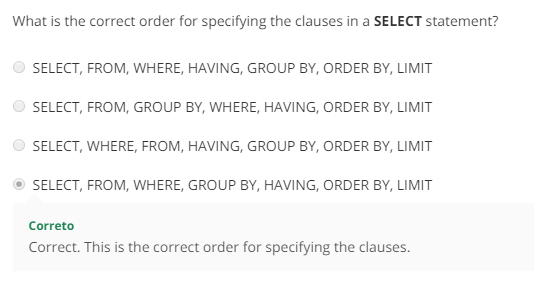 What is the correct order for specifying the clauses in a SELECT statement?
SELECT, FROM, WHERE, HAVING, GROUP BY, ORDER BY, LIMIT
SELECT, FROM, GROUP BY, WHERE, HAVING, ORDER BY, LIMIT
SELECT, WHERE, FROM, HAVING, GROUP BY, ORDER BY, LIMIT
SELECT, FROM, WHERE, GROUP BY, HAVING, ORDER BY, LIMIT
Correto
Correct. This is the correct order for specifying the clauses.